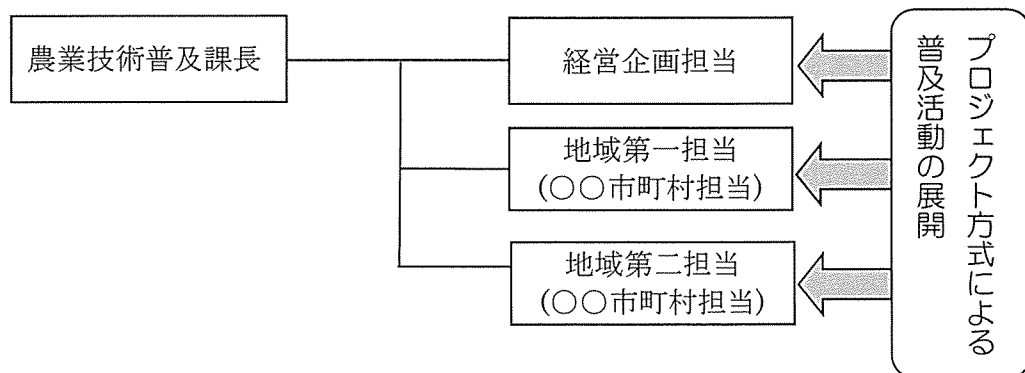 農業技術普及課長
経営企画担当
地域第一担当
(○○市町村担当)
地域第二担当
(○○市町村担当)
プロジェクト方式による
普及活動の展開